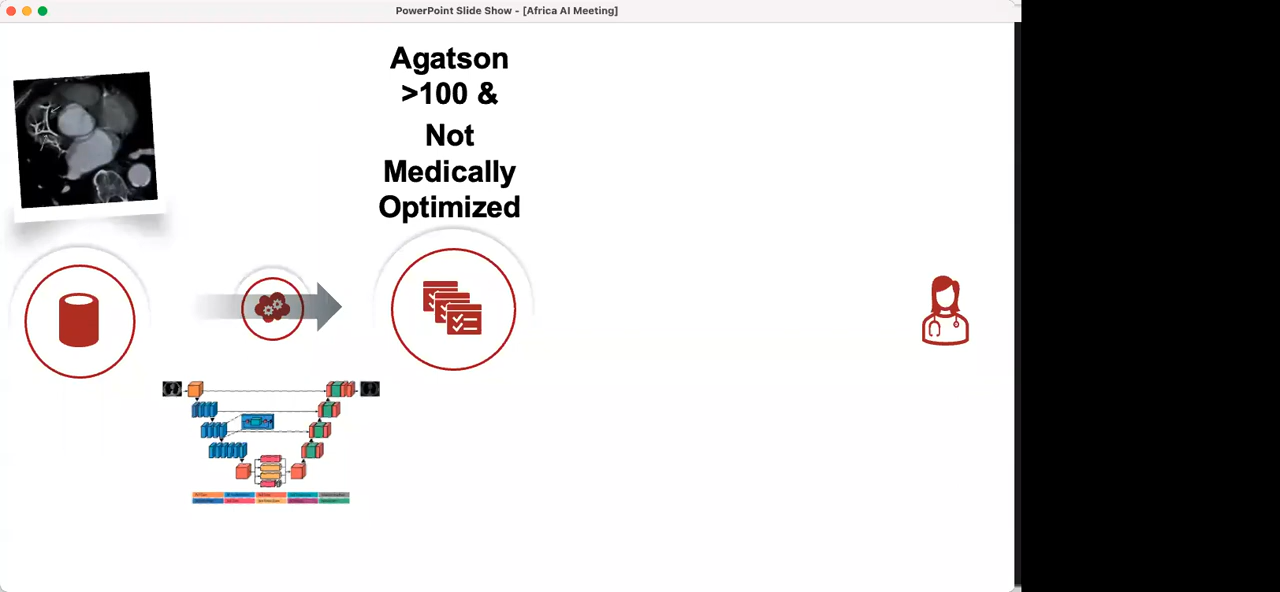 PowerPoint Slide Show - [Africa AI Meeting]
Agatson
>100 &
Not
Medically
Optimized